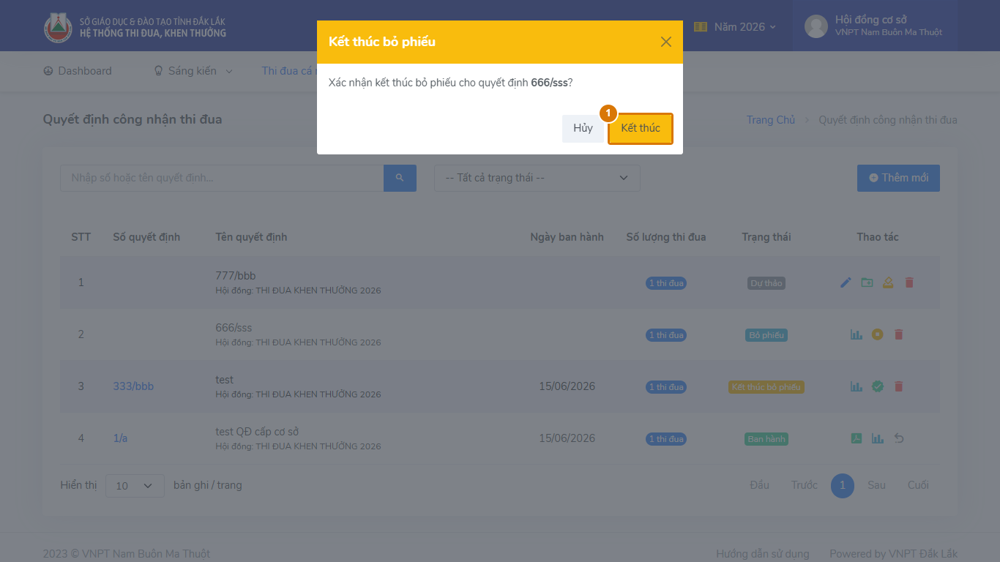 SỞ GIÁO DỤC & ĐÀO TẠO TỈNH ĐẮK LẮK
HỆ THỐNG THI ĐUA, KHEN THƯỞNG
Năm 2026
Hội đồng cơ sở
VNPT Nam Buôn Ma Thuột
Kết thúc bỏ phiếu
Xác nhận kết thúc bỏ phiếu cho quyết định 666/sss?
1
Hủy
Kết thúc
Dashboard
Sáng kiến
Thi đua cá
Quyết định công nhận thi đua
Trang Chủ > Quyết định công nhận thi đua
Nhập số hoặc tên quyết định...
-- Tất cả trạng thái --
Thêm mới
STT Số quyết định Tên quyết định Ngày ban hành Số lượng thi đua Trạng thái Thao tác
1 777/bbb 1 thi đua Dự thảo
Hội đồng: THI ĐUA KHEN THƯỞNG 2026
2 666/sss 1 thi đua Bỏ phiếu
Hội đồng: THI ĐUA KHEN THƯỞNG 2026
3 333/bbb test 15/06/2026 1 thi đua Kết thúc bỏ phiếu
Hội đồng: THI ĐUA KHEN THƯỞNG 2026
4 1/a test QĐ cấp cơ sở 15/06/2026 1 thi đua Ban hành
Hội đồng: THI ĐUA KHEN THƯỞNG 2026
Hiển thị 10 bản ghi / trang
Đầu Trước 1 Sau Cuối
2023 © VNPT Nam Buôn Ma Thuột
Hướng dẫn sử dụng Powered by VNPT Đắk Lắk